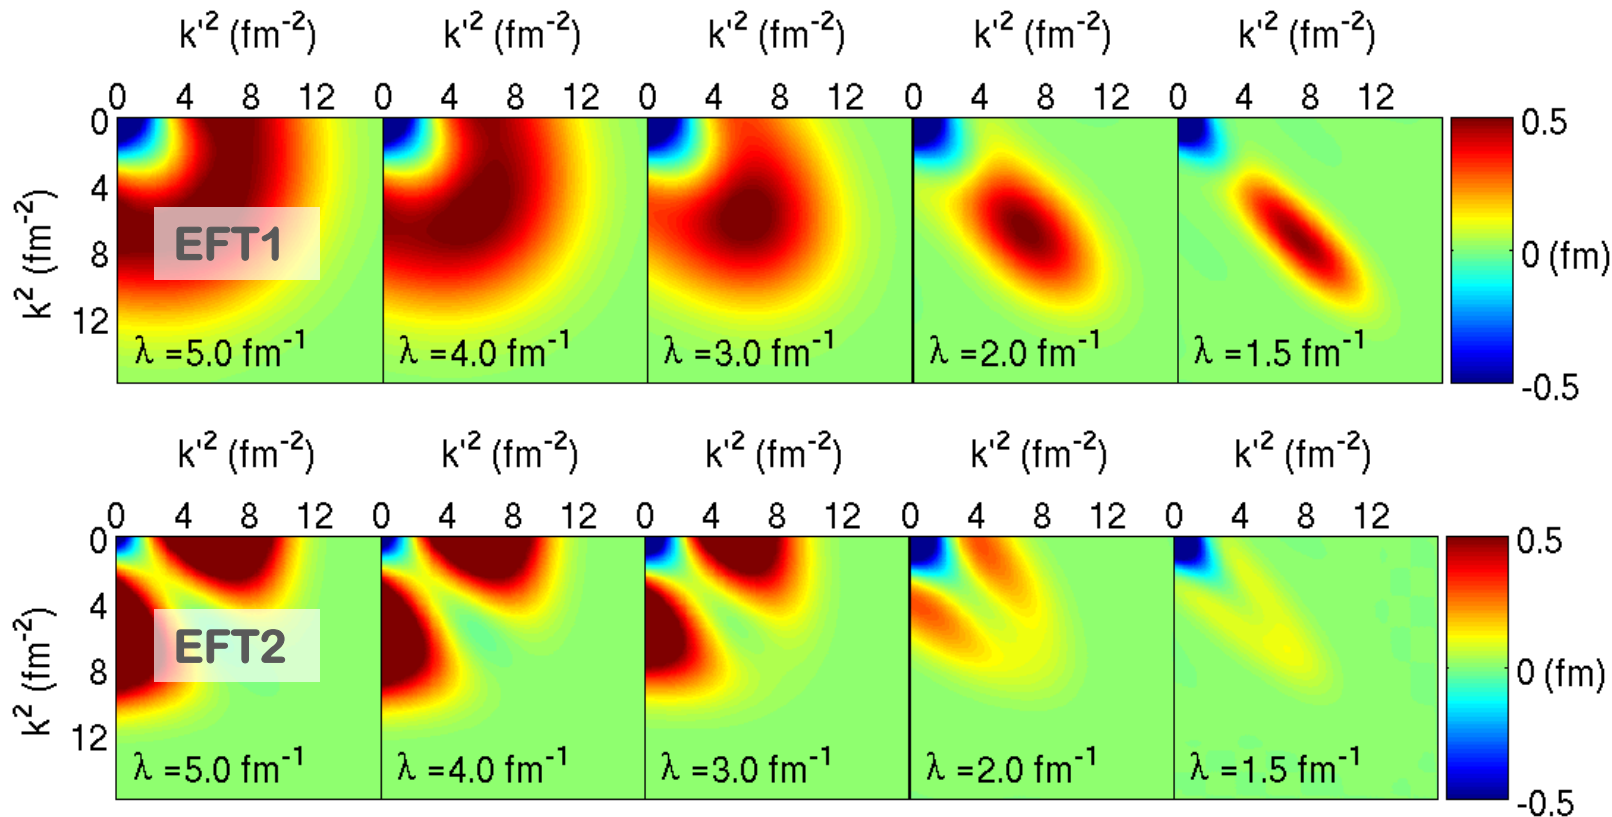 k'² (fm⁻²) k'² (fm⁻²) k'² (fm⁻²) k'² (fm⁻²) k'² (fm⁻²)
0 4 8 12 0 4 8 12 0 4 8 12 0 4 8 12 0 4 8 12
0
4
8
12
k² (fm⁻²)
EFT1
λ =5.0 fm⁻¹ λ =4.0 fm⁻¹ λ =3.0 fm⁻¹ λ =2.0 fm⁻¹ λ =1.5 fm⁻¹
0.5
0 (fm)
-0.5
k'² (fm⁻²) k'² (fm⁻²) k'² (fm⁻²) k'² (fm⁻²) k'² (fm⁻²)
0 4 8 12 0 4 8 12 0 4 8 12 0 4 8 12 0 4 8 12
0
4
8
12
k² (fm⁻²)
EFT2
λ =5.0 fm⁻¹ λ =4.0 fm⁻¹ λ =3.0 fm⁻¹ λ =2.0 fm⁻¹ λ =1.5 fm⁻¹
0.5
0 (fm)
-0.5